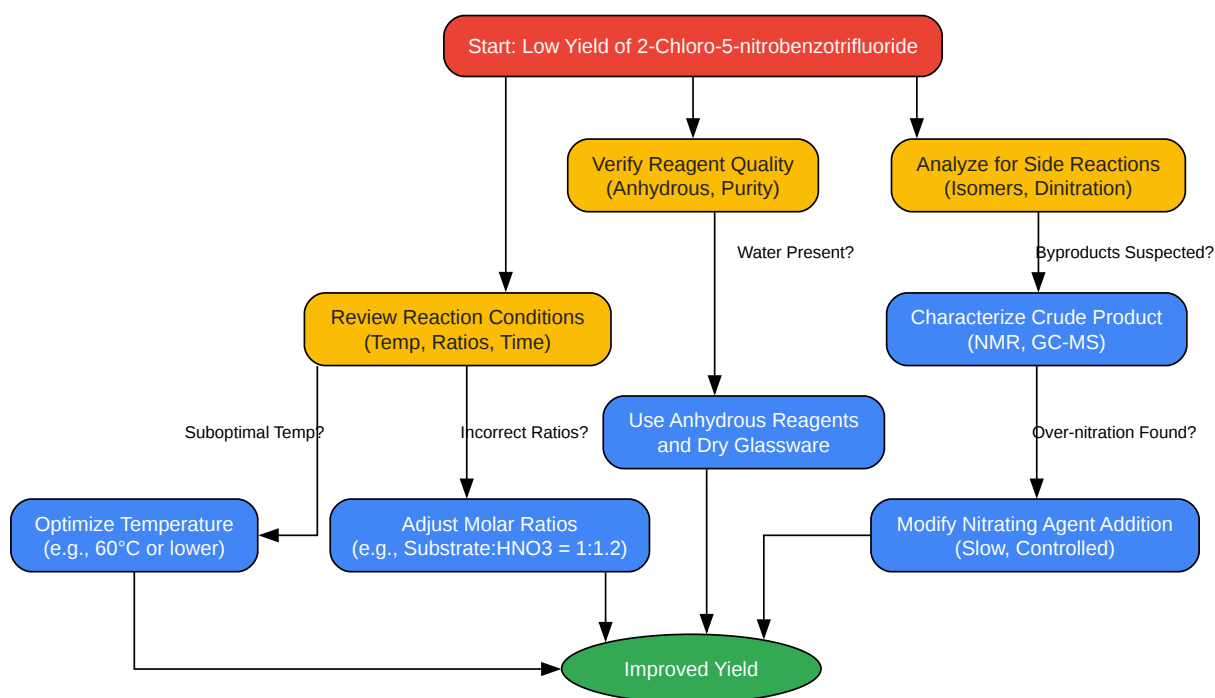 Start: Low Yield of 2-Chloro-5-nitrobenzotrifluoride
Verify Reagent Quality
(Anhydrous, Purity)
Analyze for Side Reactions
(Isomers, Dinitration)
Water Present?
Byproducts Suspected?
Review Reaction Conditions
(Temp, Ratios, Time)
Characterize Crude Product
(NMR, GC-MS)
Suboptimal Temp?
Incorrect Ratios?
Use Anhydrous Reagents
and Dry Glassware
Over-nitration Found?
Optimize Temperature
(e.g., 60°C or lower)
Adjust Molar Ratios
(e.g., Substrate:HNO3 = 1:1.2)
Modify Nitrating Agent Addition
(Slow, Controlled)
Improved Yield